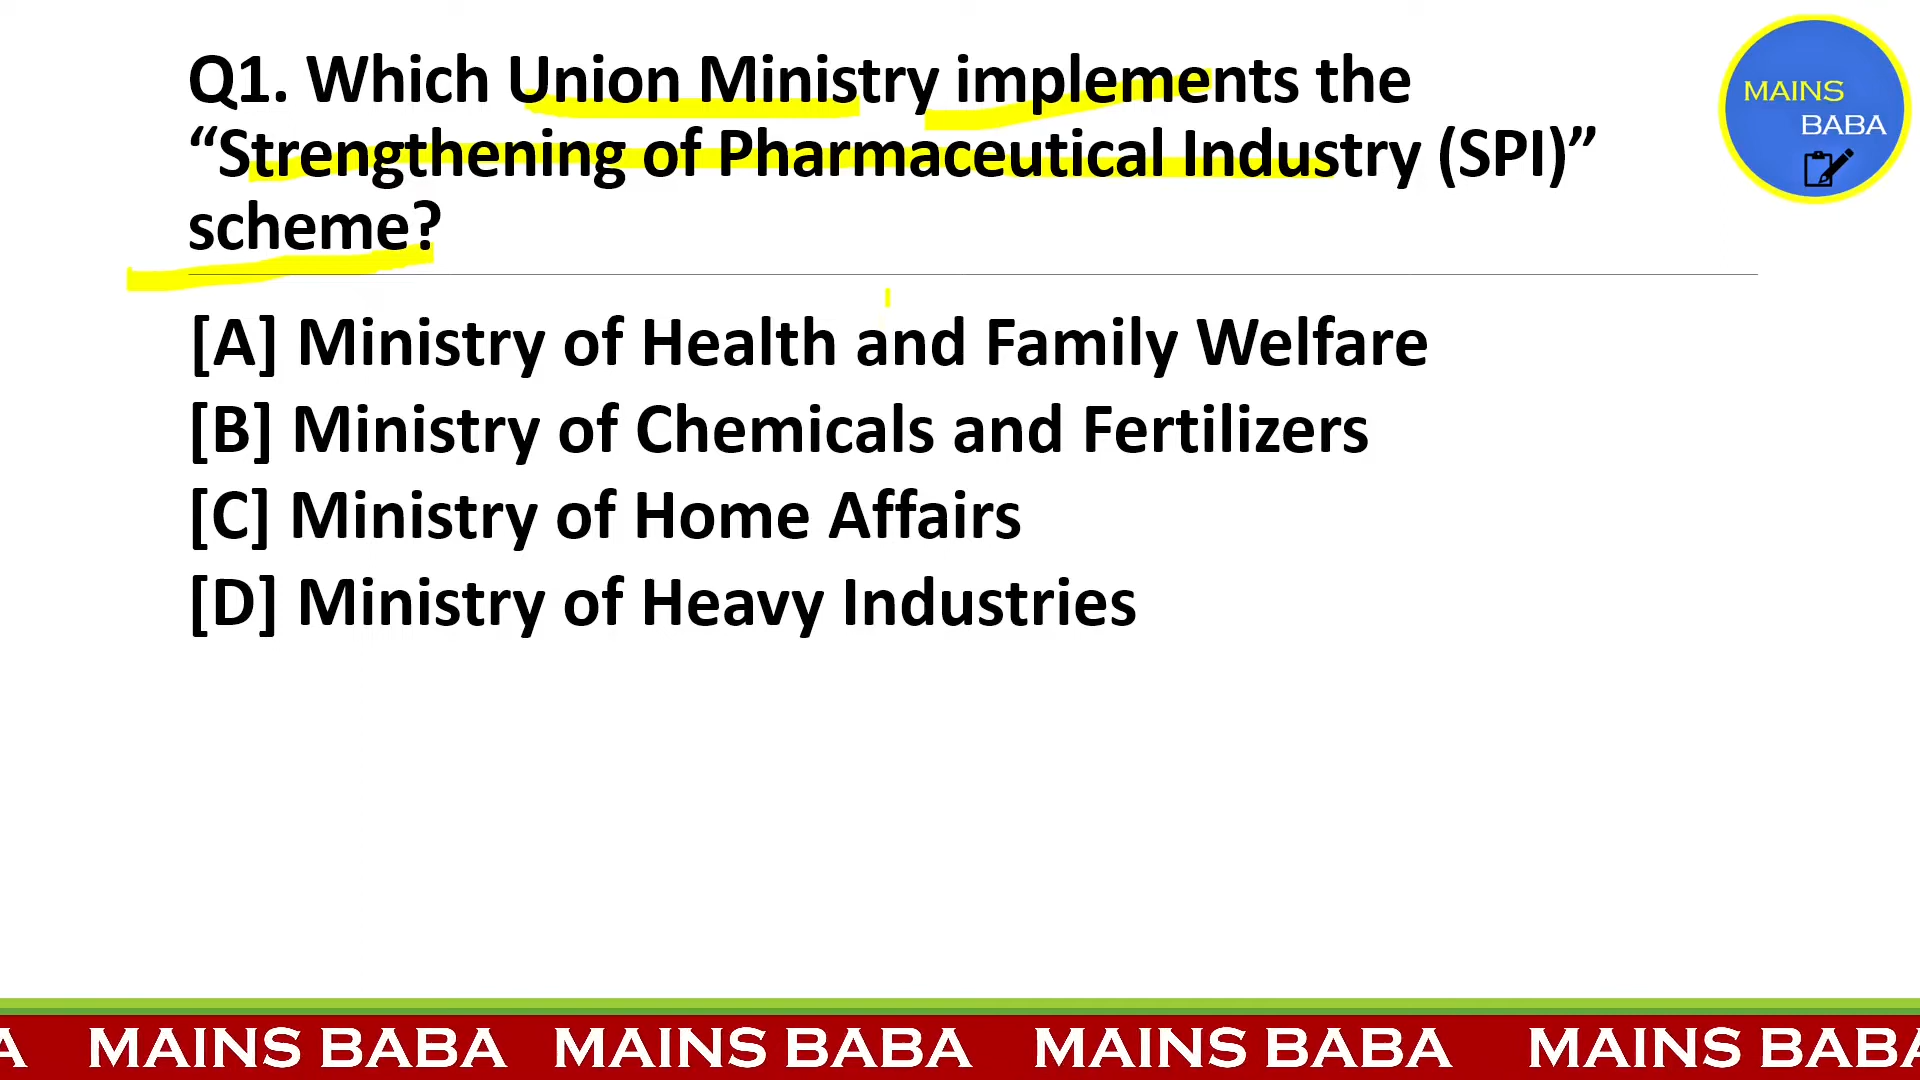 Q1. Which Union Ministry implements the
“Strengthening of Pharmaceutical Industry (SPI)”
scheme?
MAINS
BABA
[A] Ministry of Health and Family Welfare
[B] Ministry of Chemicals and Fertilizers
[C] Ministry of Home Affairs
[D] Ministry of Heavy Industries
A MAINS BABA MAINS BABA MAINS BABA MAINS BABA